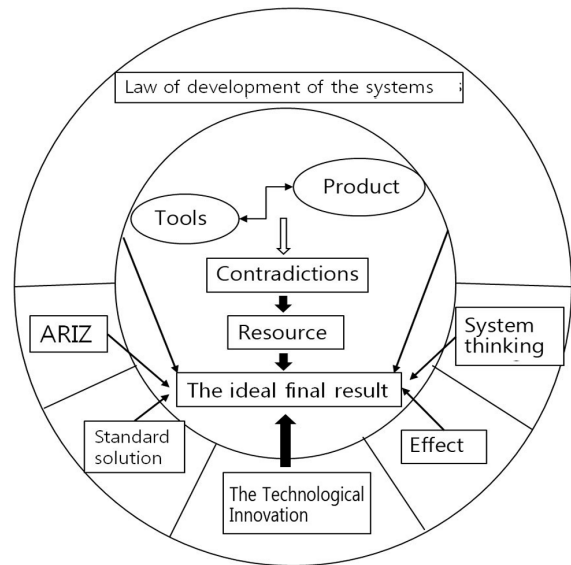 Law of development of the systems
Product
Tools
Contradictions
ARIZ
Resource
System
thinking
The ideal final result
Standard
solution
Effect
The Technological
Innovation